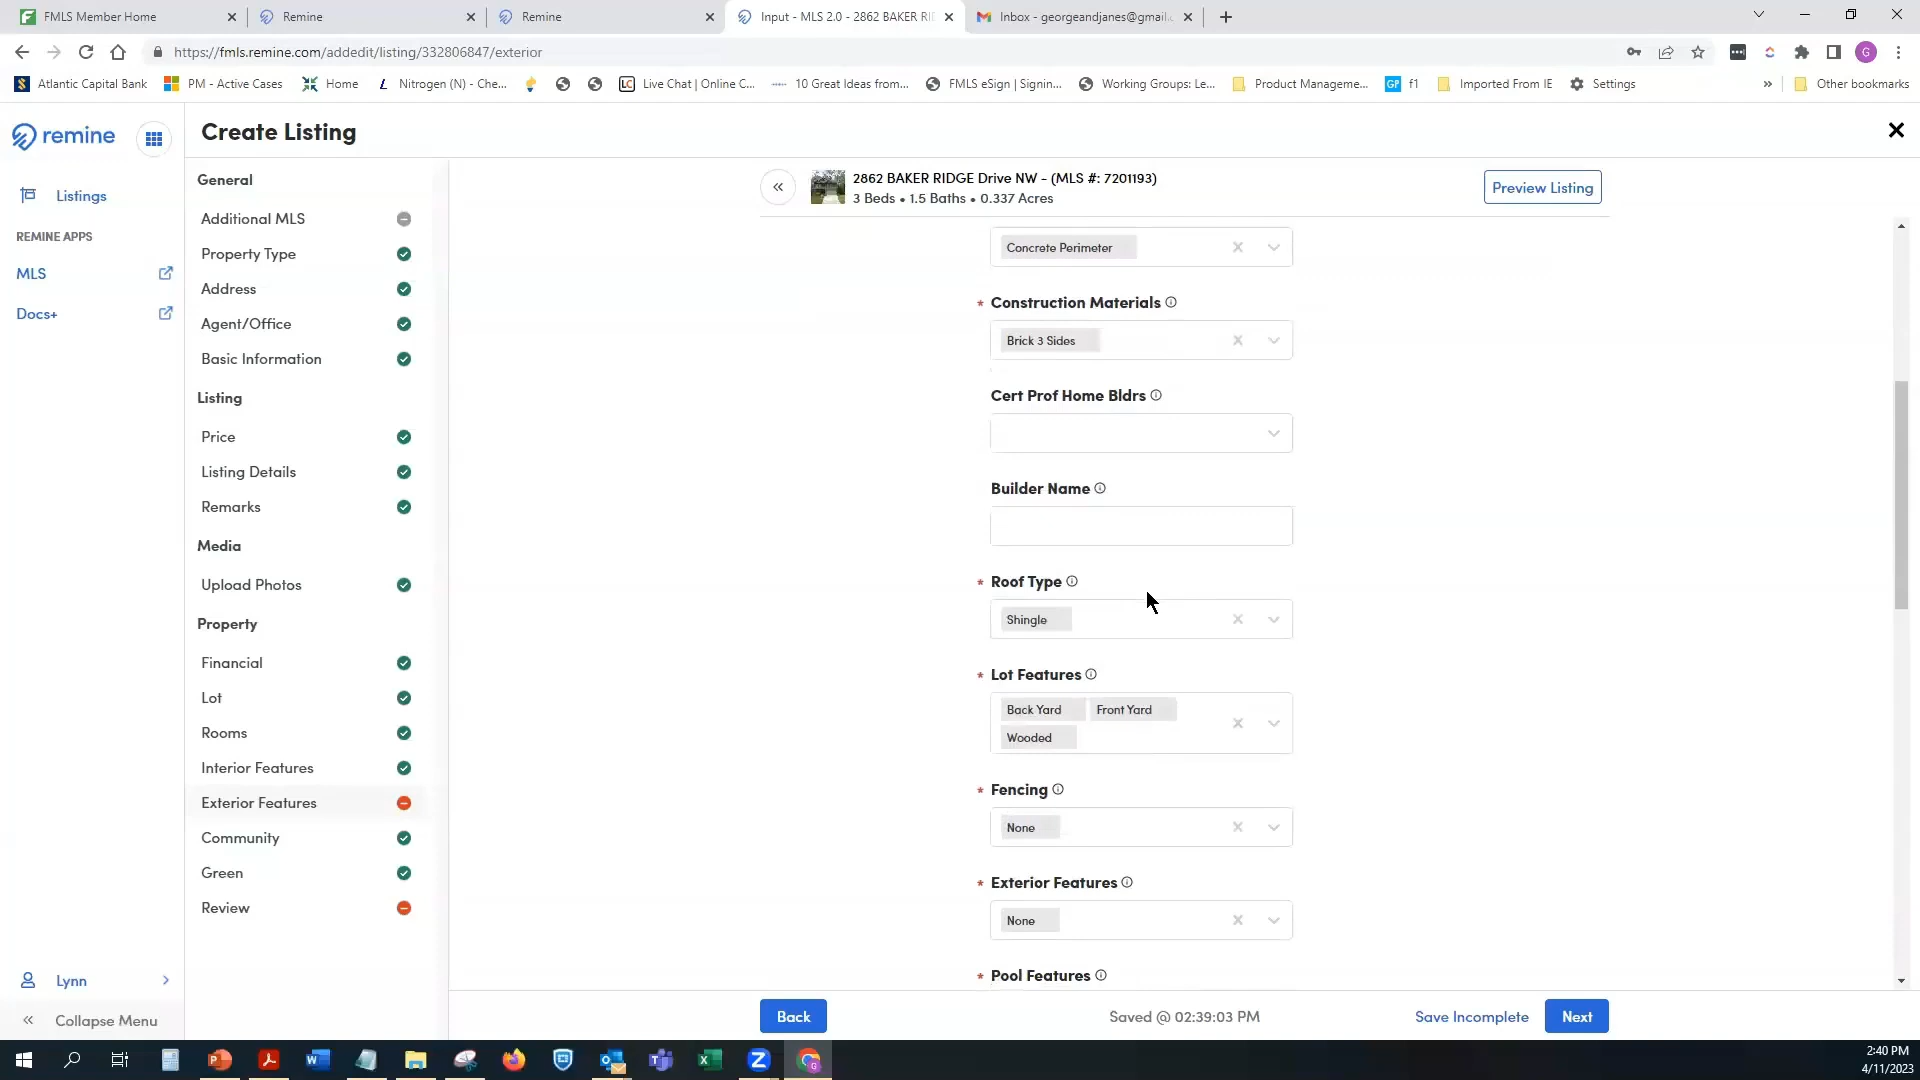 FMLS Member Home
Remine
Remine
Input - MLS 2.0 - 2862 BAKER RI
Inbox - georgeandjanes@gmail.
https://fmls.remine.com/addedit/listing/332806847/exterior
G
Atlantic Capital Bank
PM - Active Cases
Home
Nitrogen (N) - Che...
Live Chat | Online C...
10 Great Ideas from...
FMLS eSign | Signin...
Working Groups: Le...
Product Manageme...
GP f1
Imported From IE
Settings
Other bookmarks
remine
Create Listing
Listings
REMINE APPS
MLS
Docs+
Lynn
Collapse Menu
General
Additional MLS
Property Type
Address
Agent/Office
Basic Information
Listing
Price
Listing Details
Remarks
Media
Upload Photos
Property
Financial
Lot
Rooms
Interior Features
Exterior Features
Community
Green
Review
2862 BAKER RIDGE Drive NW - (MLS #: 7201193)
3 Beds • 1.5 Baths • 0.337 Acres
Preview Listing
Concrete Perimeter
* Construction Materials
Brick 3 Sides
Cert Prof Home Bldrs
Builder Name
* Roof Type
Shingle
* Lot Features
Back Yard Front Yard
Wooded
* Fencing
None
* Exterior Features
None
* Pool Features
Back
Saved @ 02:39:03 PM
Save Incomplete
Next
2:40 PM
4/11/2023